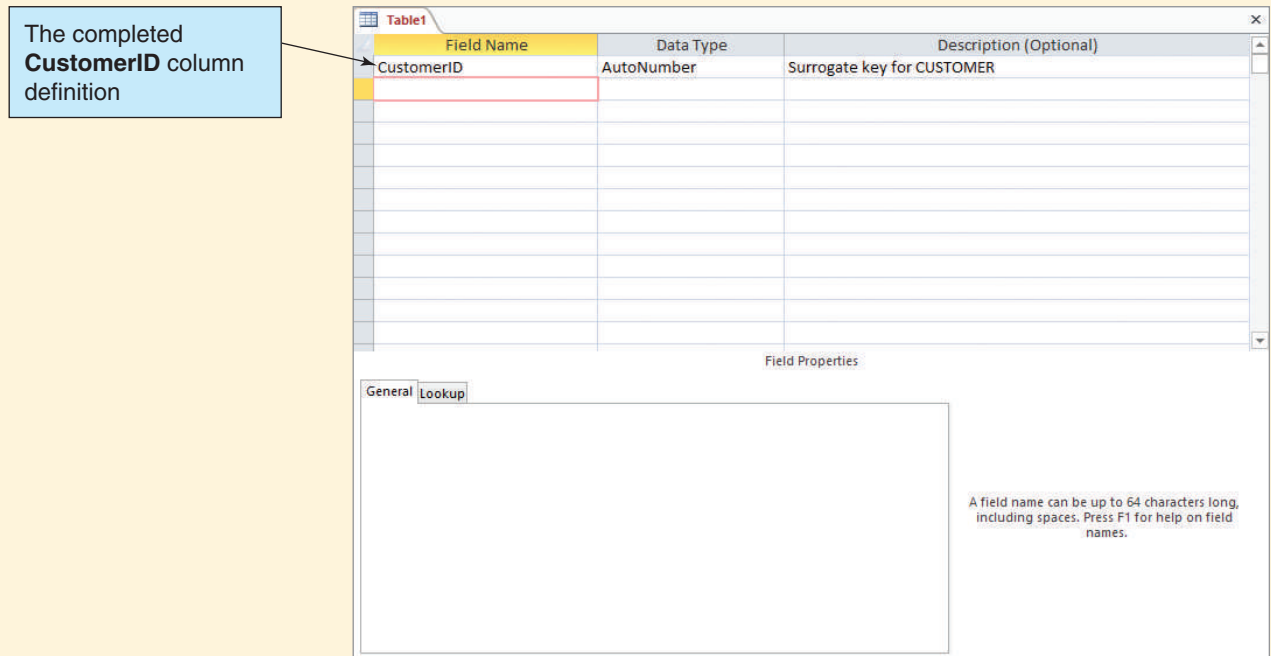 The completed
CustomerID column
definition
Table1
Field Name Data Type Description (Optional)
CustomerID AutoNumber Surrogate key for CUSTOMER
Field Properties
General Lookup
A field name can be up to 64 characters long,
including spaces. Press F1 for help on field
names.